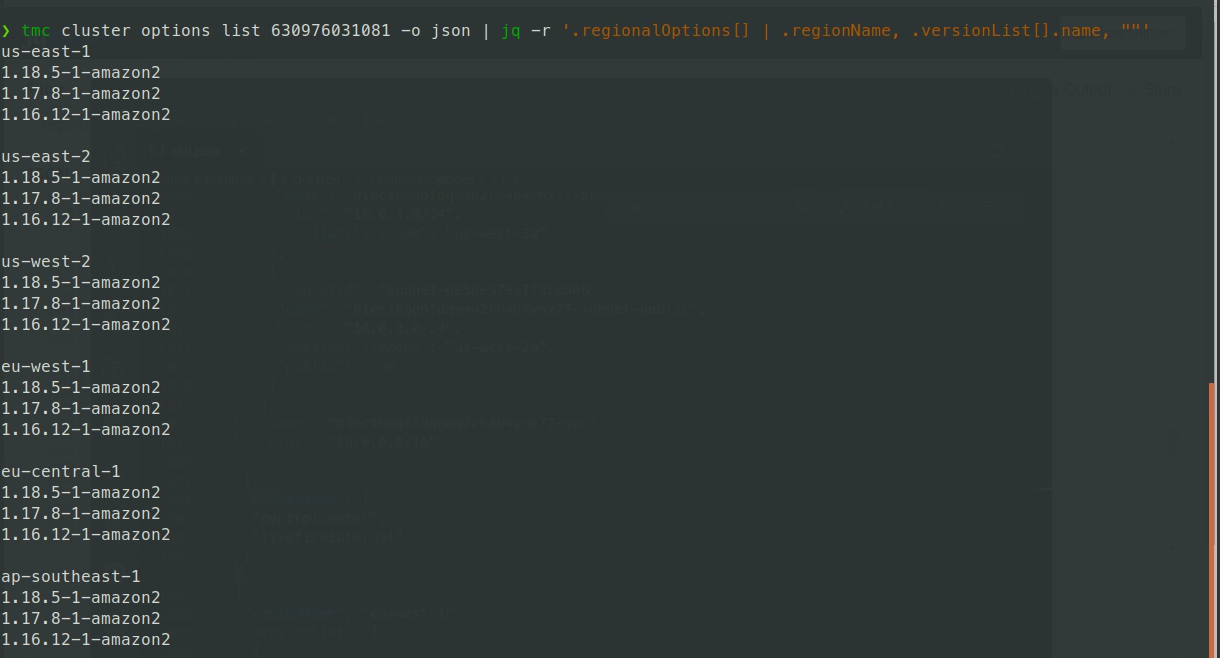 ❯ tmc cluster options list 630976031081 -o json | jq -r '.regionalOptions[] | .regionName, .versionList[].name, ""'
us-east-1
1.18.5-1-amazon2
1.17.8-1-amazon2
1.16.12-1-amazon2
us-east-2
1.18.5-1-amazon2
1.17.8-1-amazon2
1.16.12-1-amazon2
us-west-2
1.18.5-1-amazon2
1.17.8-1-amazon2
1.16.12-1-amazon2
eu-west-1
1.18.5-1-amazon2
1.17.8-1-amazon2
1.16.12-1-amazon2
eu-central-1
1.18.5-1-amazon2
1.17.8-1-amazon2
1.16.12-1-amazon2
ap-southeast-1
1.18.5-1-amazon2
1.17.8-1-amazon2
1.16.12-1-amazon2